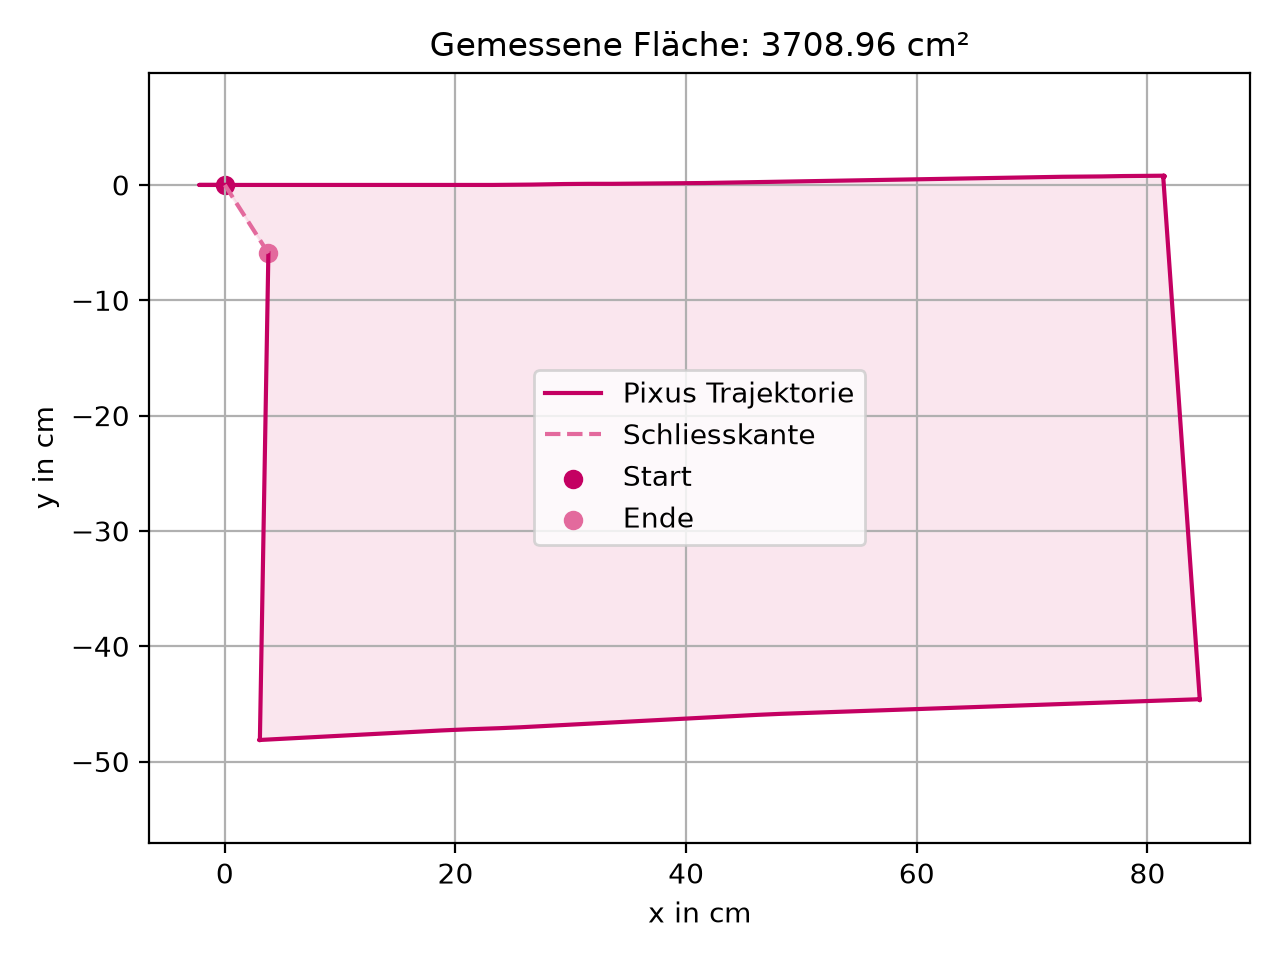 Gemessene Fläche: 3708.96 cm²
0
−10
−20
−30
−40
−50
y in cm
Pixus Trajektorie
Schliesskante
Start
Ende
0 20 40 60 80
x in cm